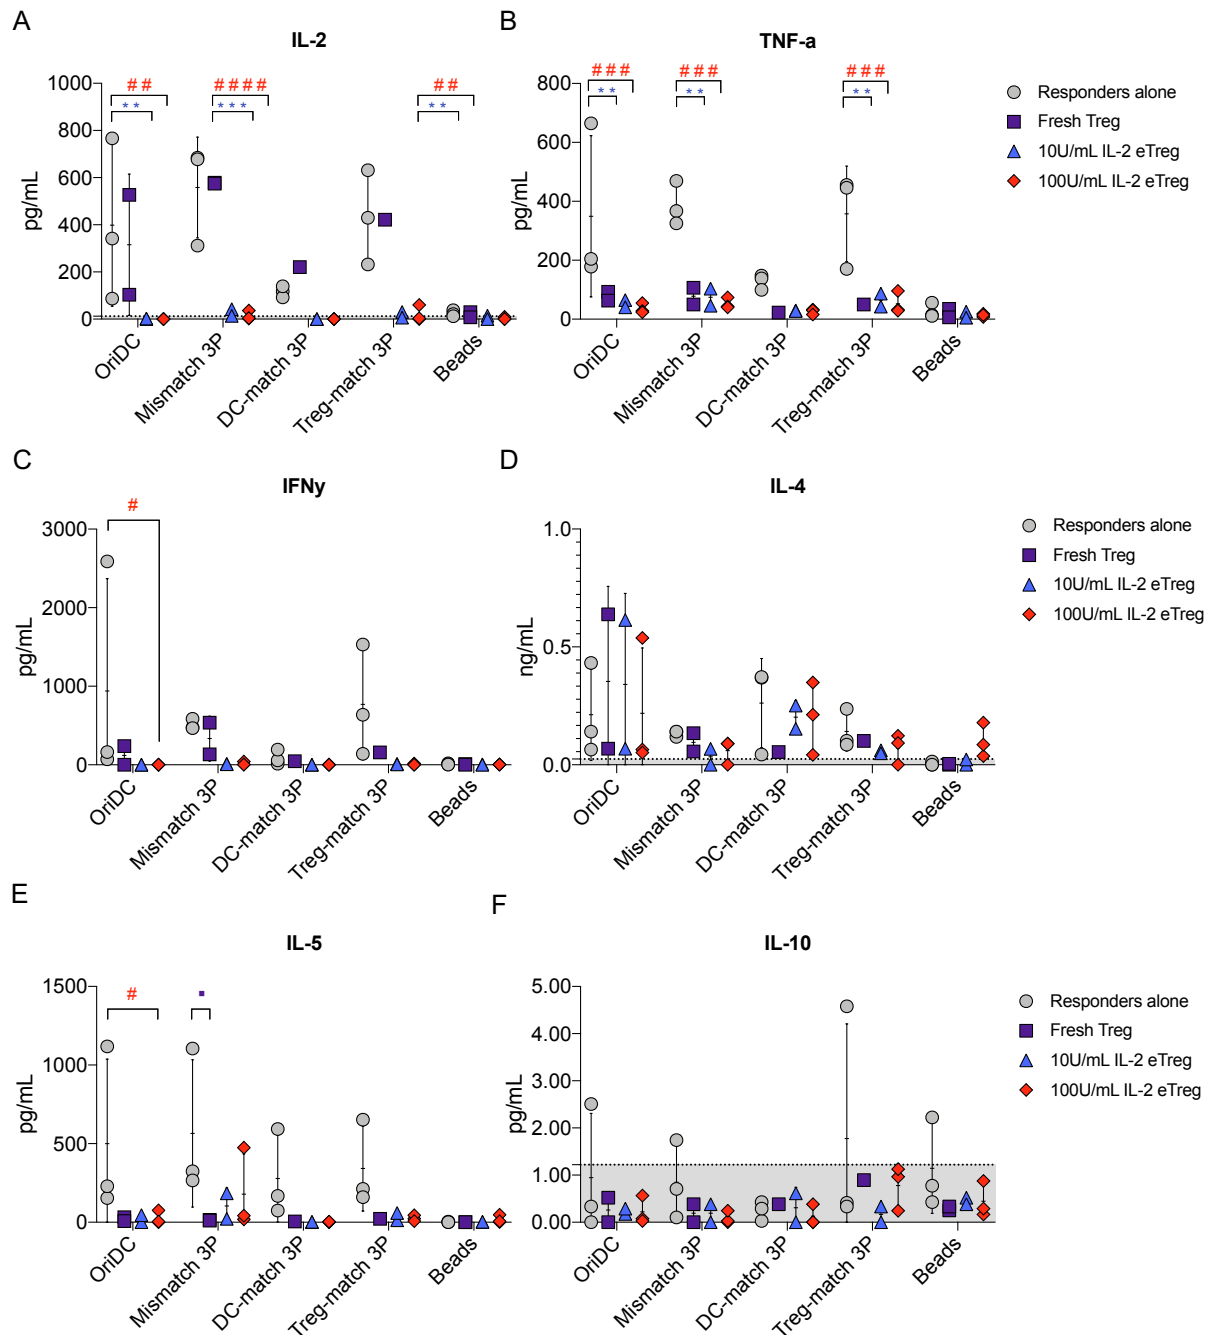 A
IL-2
B
TNF-a
# #
# # # #
# #
* *
* * *
* *
# # #
# # #
# # #
* *
* *
* *
1000
800
600
400
200
0
pg/mL
OriDC
Mismatch 3P
DC-match 3P
Treg-match 3P
Beads
800
600
400
200
0
pg/mL
OriDC
Mismatch 3P
DC-match 3P
Treg-match 3P
Beads
Responders alone
Fresh Treg
10U/mL IL-2 eTreg
100U/mL IL-2 eTreg
C
IFNy
D
IL-4
#
3000
2000
1000
0
pg/mL
OriDC
Mismatch 3P
DC-match 3P
Treg-match 3P
Beads
1.0
0.5
0.0
ng/mL
OriDC
Mismatch 3P
DC-match 3P
Treg-match 3P
Beads
Responders alone
Fresh Treg
10U/mL IL-2 eTreg
100U/mL IL-2 eTreg
E
IL-5
F
IL-10
#
1500
1000
500
0
pg/mL
OriDC
Mismatch 3P
DC-match 3P
Treg-match 3P
Beads
5.00
4.00
3.00
2.00
1.00
0.00
pg/mL
OriDC
Mismatch 3P
DC-match 3P
Treg-match 3P
Beads
Responders alone
Fresh Treg
10U/mL IL-2 eTreg
100U/mL IL-2 eTreg